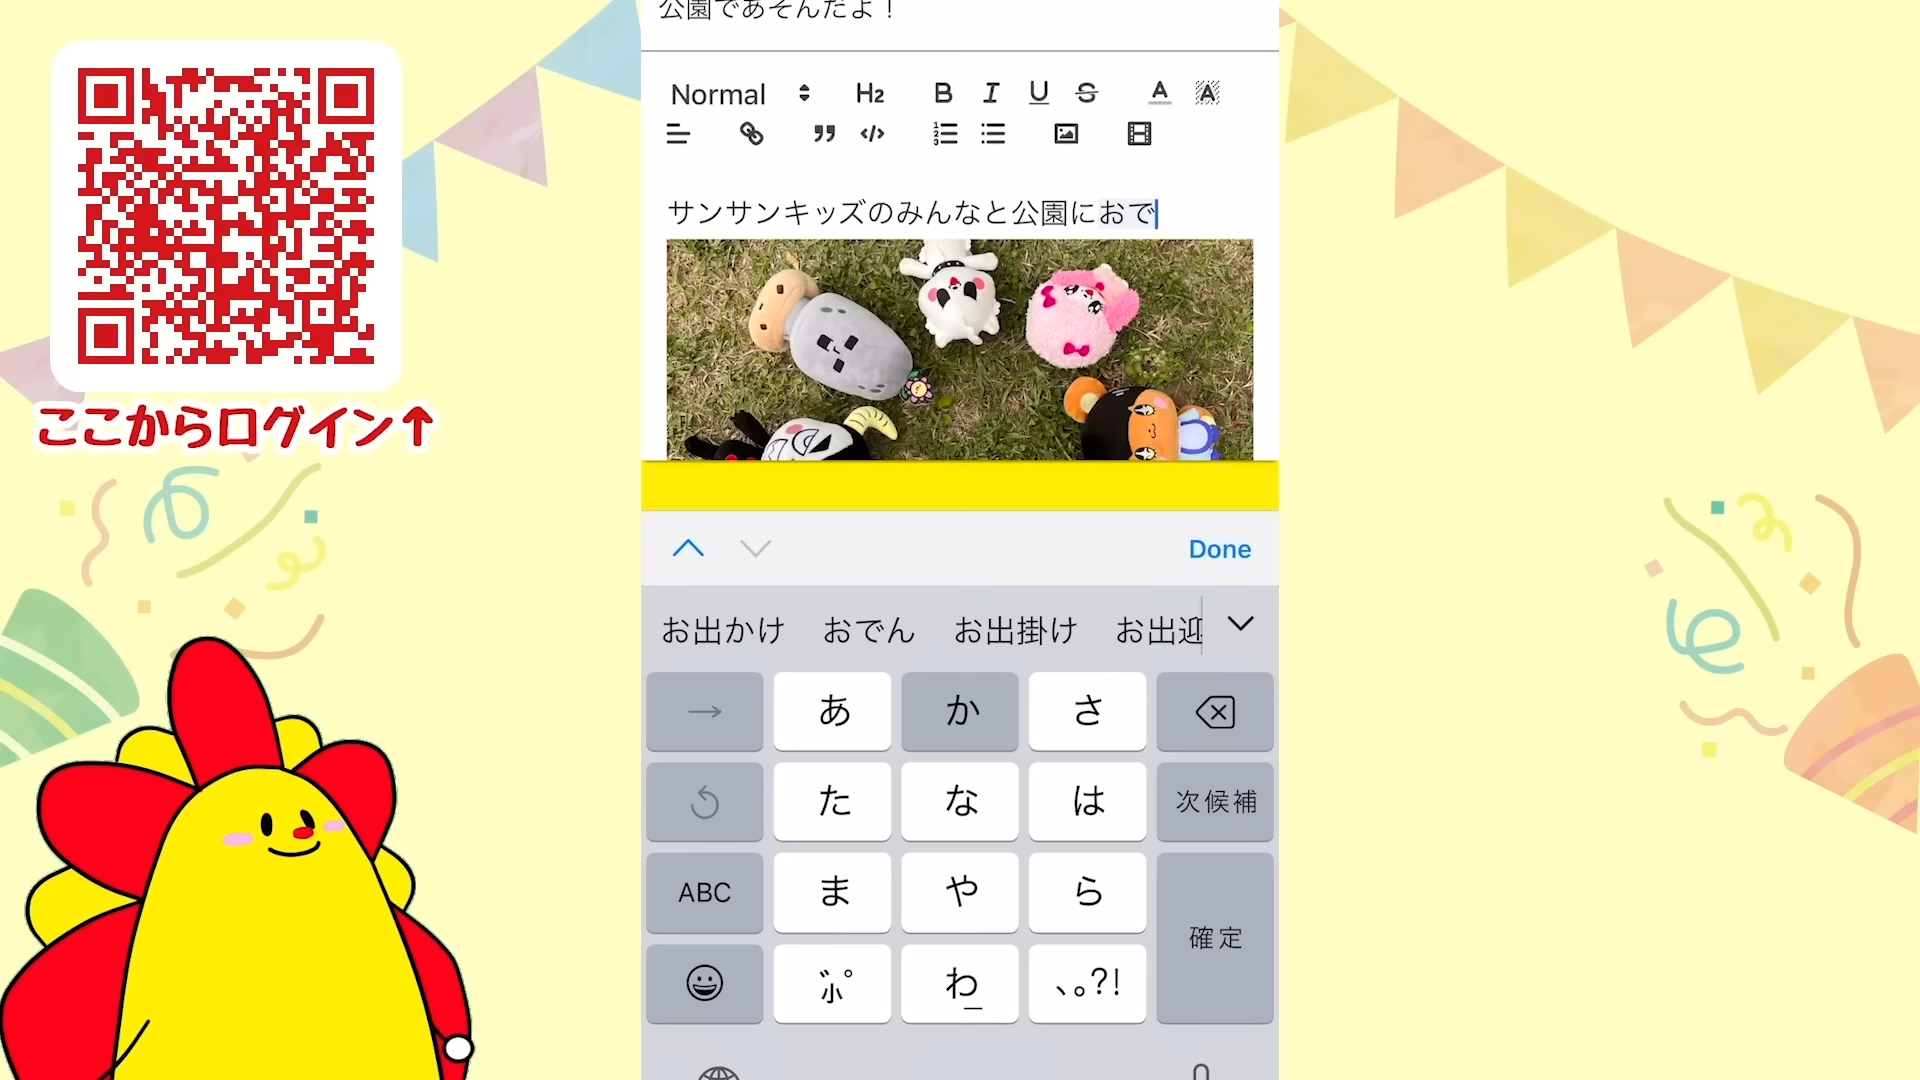 公園であそんだよ！
Normal H2 B I U S A A
サンサンキッズのみんなと公園におで
ここからログイン↑
Done
お出かけ おでん お出掛け お出迎
→ あ か さ
た な は 次候補
ABC ま や ら 確定
゛゜小 わ_ 、。?!